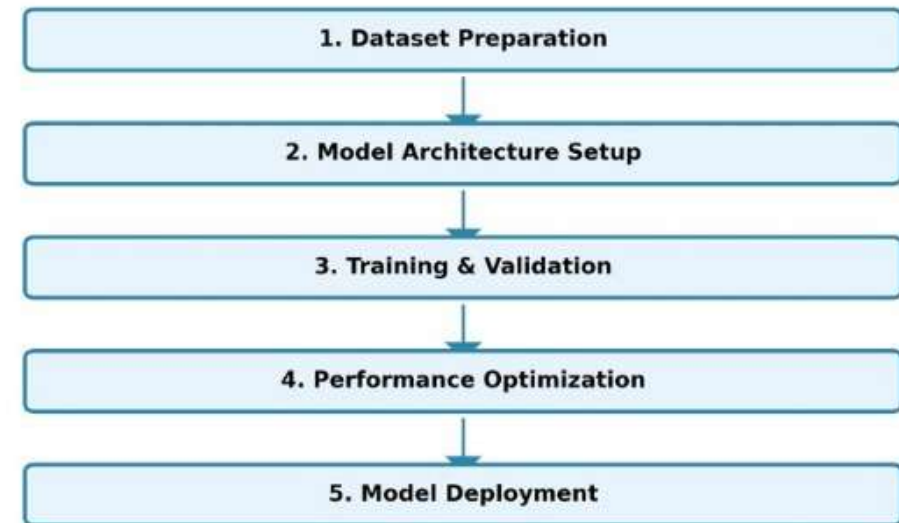 1. Dataset Preparation
2. Model Architecture Setup
3. Training & Validation
4. Performance Optimization
5. Model Deployment